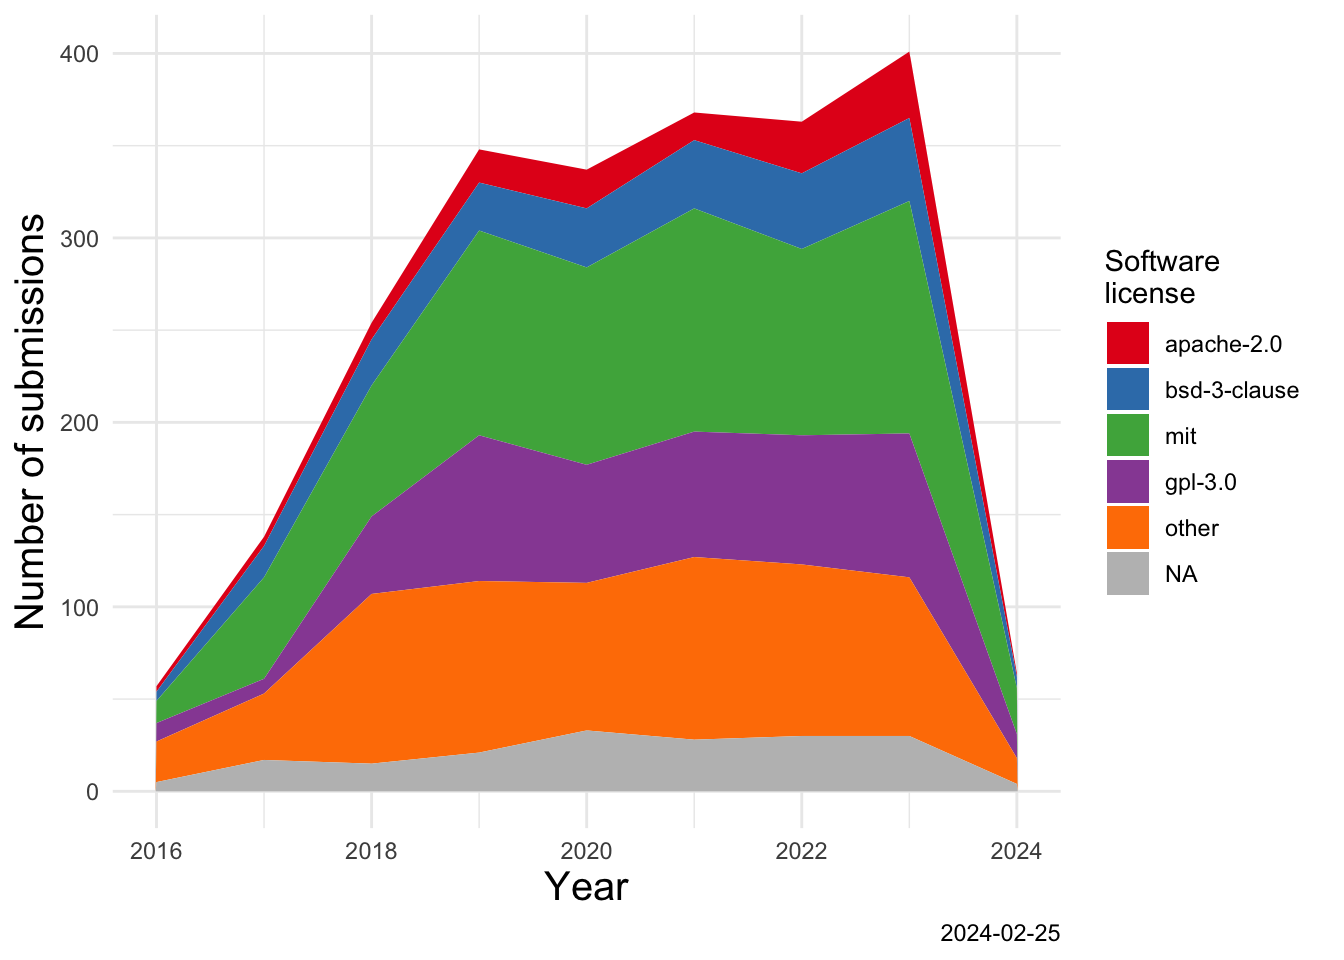 400
300
200
100
0
Number of submissions
2016 2018 2020 2022 2024
Year
2024-02-25
Software
license
apache-2.0
bsd-3-clause
mit
gpl-3.0
other
NA